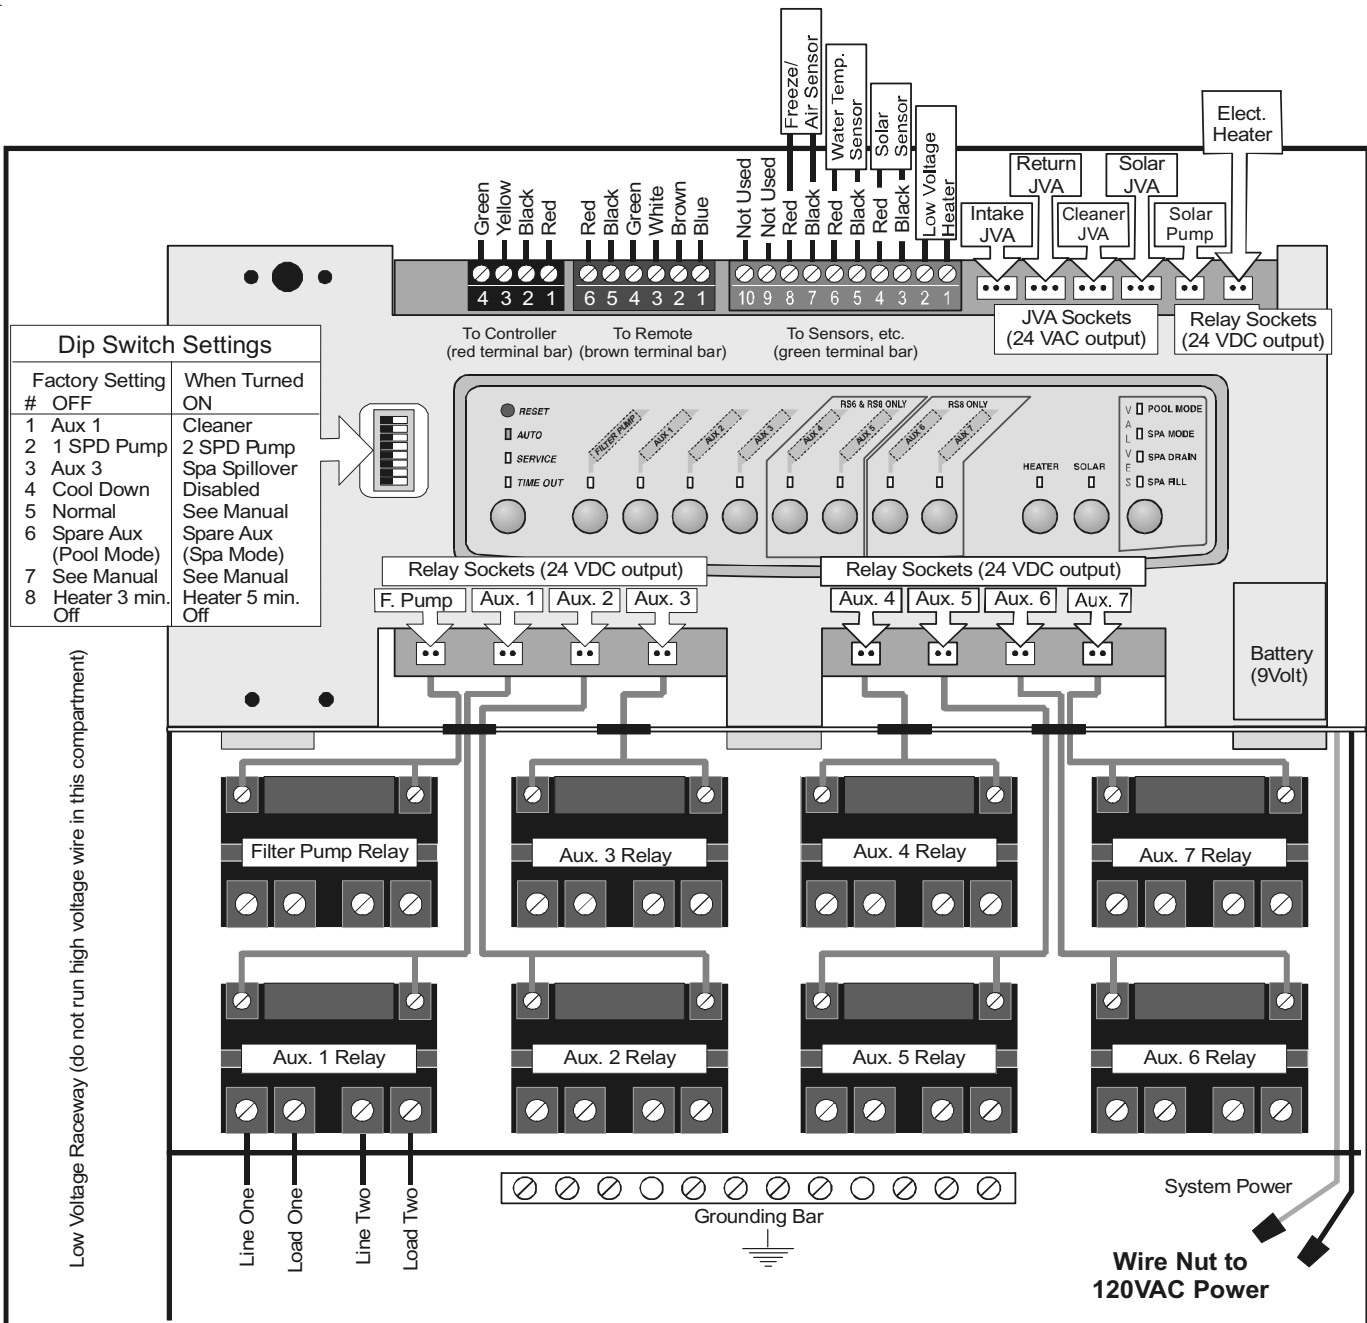 Freeze/
Air Sensor
Water Temp.
Sensor
Solar
Sensor
Low Voltage
Heater
Green
Yellow
Black
Red
Red
Black
Green
White
Brown
Blue
Not Used
Not Used
Red
Black
Red
Black
Red
Black
Elect.
Heater
Return
JVA
Solar
JVA
Intake
JVA
Cleaner
JVA
Solar
Pump
4 3 2 1
6 5 4 3 2 1
10 9 8 7 6 5 4 3 2 1
To Controller
(red terminal bar)
To Remote
(brown terminal bar)
To Sensors, etc.
(green terminal bar)
JVA Sockets
(24 VAC output)
Relay Sockets
(24 VDC output)
Dip Switch Settings
Factory Setting When Turned
# OFF ON
1 Aux 1 Cleaner
2 1 SPD Pump 2 SPD Pump
3 Aux 3 Spa Spillover
4 Cool Down Disabled
5 Normal See Manual
6 Spare Aux Spare Aux
(Pool Mode) (Spa Mode)
7 See Manual See Manual
8 Heater 3 min. Heater 5 min.
Off Off
RESET
AUTO
SERVICE
TIME OUT
FILTER PUMP
AUX 1
AUX 2
AUX 3
RS6 & RS8 ONLY
AUX 4
AUX 5
RS8 ONLY
AUX 6
AUX 7
HEATER
SOLAR
VALVES
POOL MODE
SPA MODE
SPA DRAIN
SPA FILL
Relay Sockets (24 VDC output)
F. Pump
Aux. 1
Aux. 2
Aux. 3
Relay Sockets (24 VDC output)
Aux. 4
Aux. 5
Aux. 6
Aux. 7
Battery
(9Volt)
Low Voltage Raceway (do not run high voltage wire in this compartment)
Filter Pump Relay
Aux. 3 Relay
Aux. 4 Relay
Aux. 7 Relay
Aux. 1 Relay
Aux. 2 Relay
Aux. 5 Relay
Aux. 6 Relay
Line One
Load One
Line Two
Load Two
Grounding Bar
System Power
Wire Nut to
120VAC Power